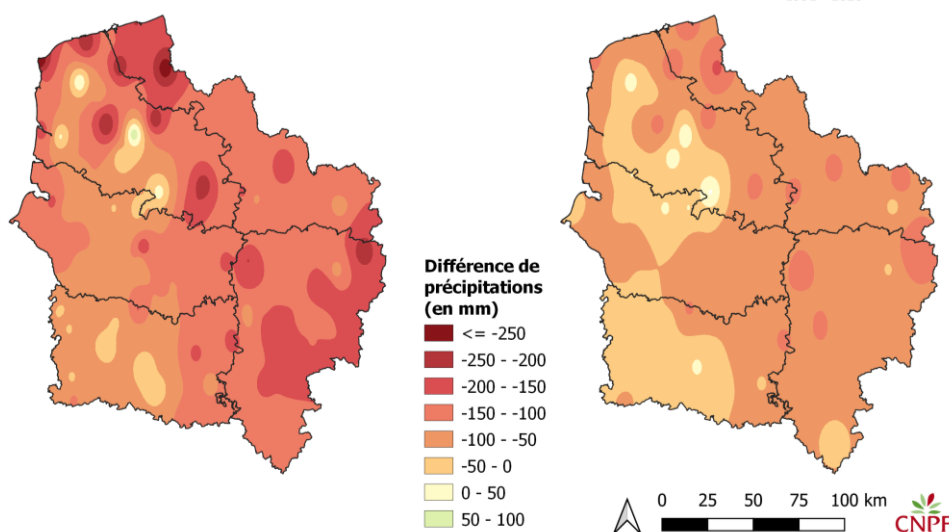 Différence de
précipitations
(en mm)
<= -250
-250 - -200
-200 - -150
-150 - -100
-100 - -50
-50 - 0
0 - 50
50 - 100
0 25 50 75 100 km
CNPF